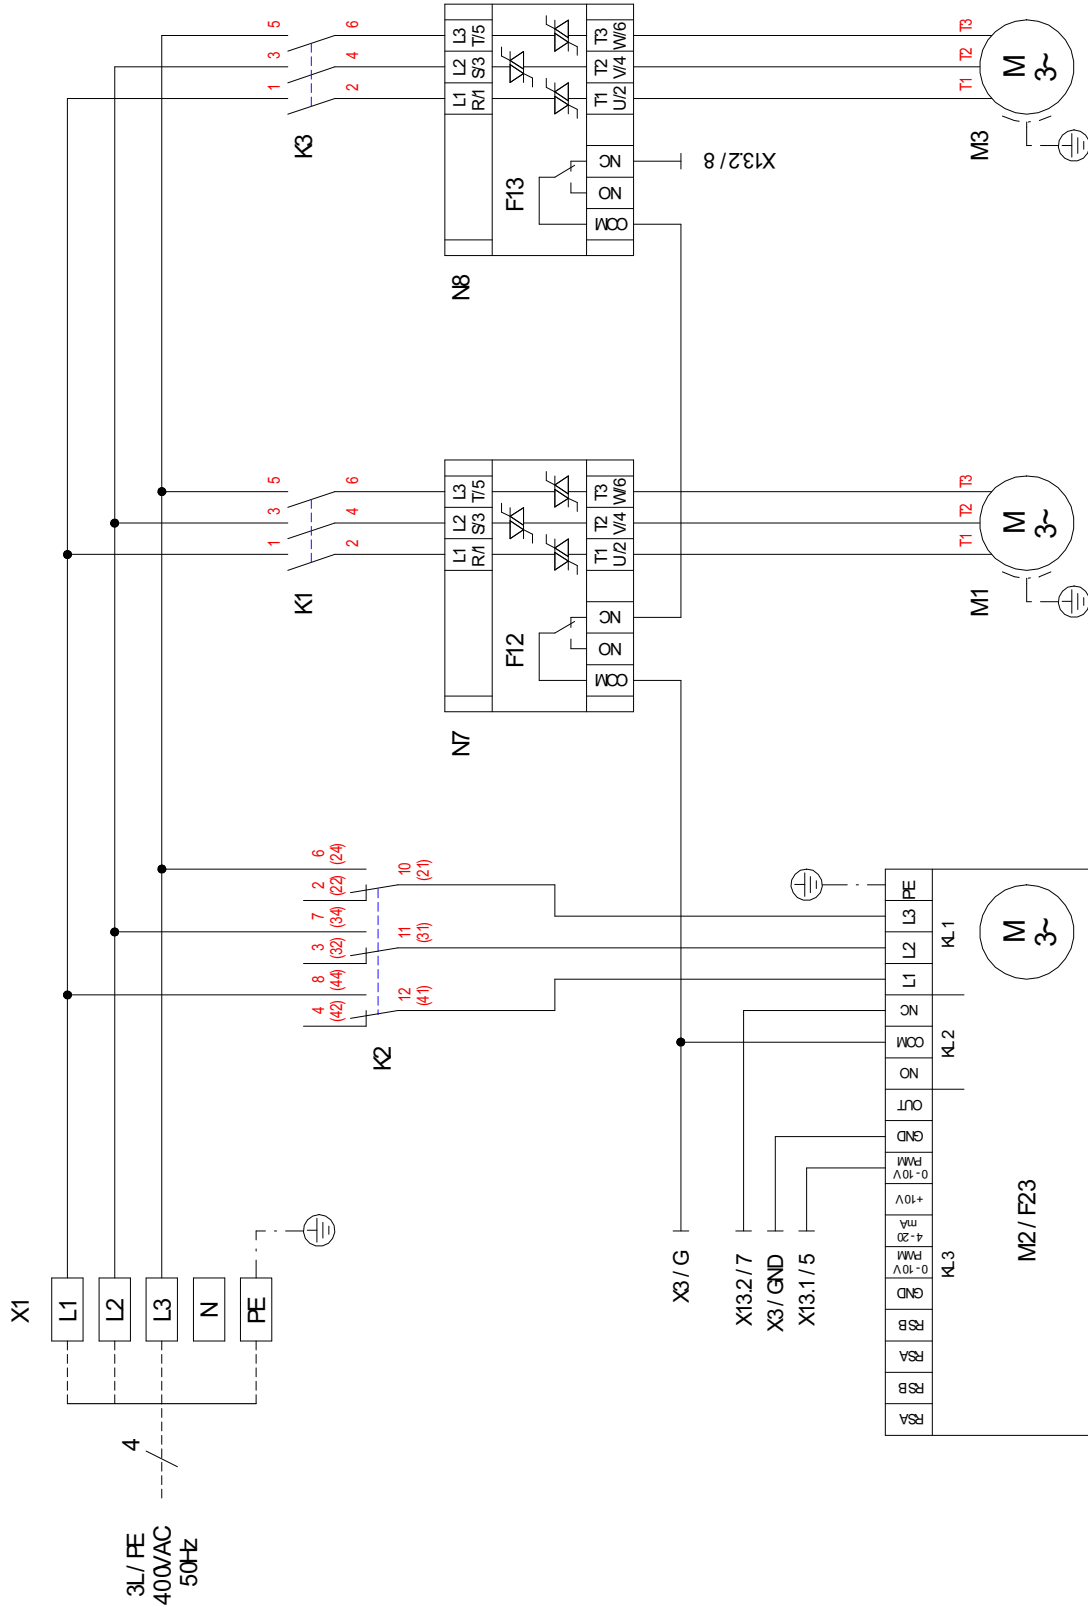 3L/ PE
400VAC
50Hz
4
X1
L1
L2
L3
N
PE
K2
4
(42)
8
(44)
3
(32)
7
(34)
2
(22)
6
(24)
12
(41)
11
(31)
10
(21)
K1
1
3
5
2
4
6
K3
1
3
5
2
4
6
N7
L1
R/1
L2
S/3
L3
T/5
F12
COM
NO
NC
T1
U/2
T2
V/4
T3
W/6
N8
L1
R/1
L2
S/3
L3
T/5
F13
COM
NO
NC
T1
U/2
T2
V/4
T3
W/6
X3 / G
X13.2 / 7
X3 / GND
X13.1 / 5
X13.2 / 8
RSA
RSB
RSA
RSB
GND
0-10V
PWM
4-20
mA
+10V
0-10V
PWM
GND
OUT
NO
COM
NC
L1
L2
L3
PE
KL3
KL2
KL1
M2 / F23
M
3~
M1
T1
T2
T3
M
3~
M3
T1
T2
T3
M
3~